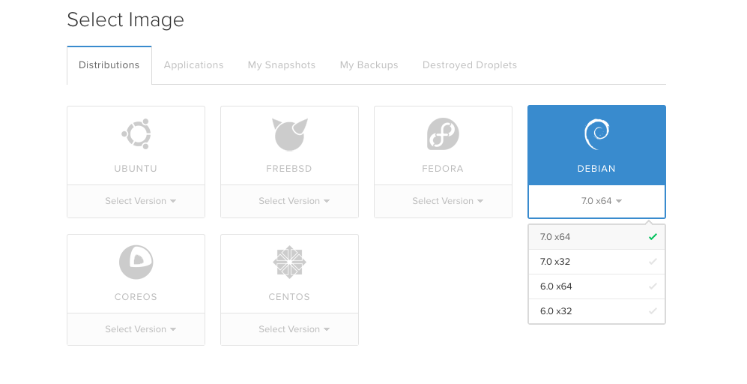 Select Image
Distributions Applications My Snapshots My Backups Destroyed Droplets
UBUNTU FREEBSD FEDORA DEBIAN
Select Version Select Version Select Version 7.0 x64
7.0 x64
7.0 x32
6.0 x64
6.0 x32
COREOS CENTOS
Select Version Select Version